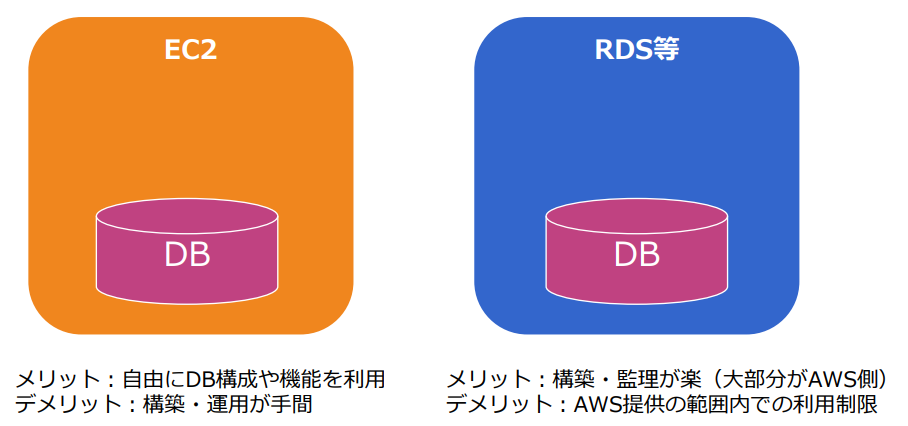 EC2
DB
メリット：自由にDB構成や機能を利用
デメリット：構築・運用が手間
RDS等
DB
メリット：構築・監理が楽（大部分がAWS側）
デメリット：AWS提供の範囲内での利用制限